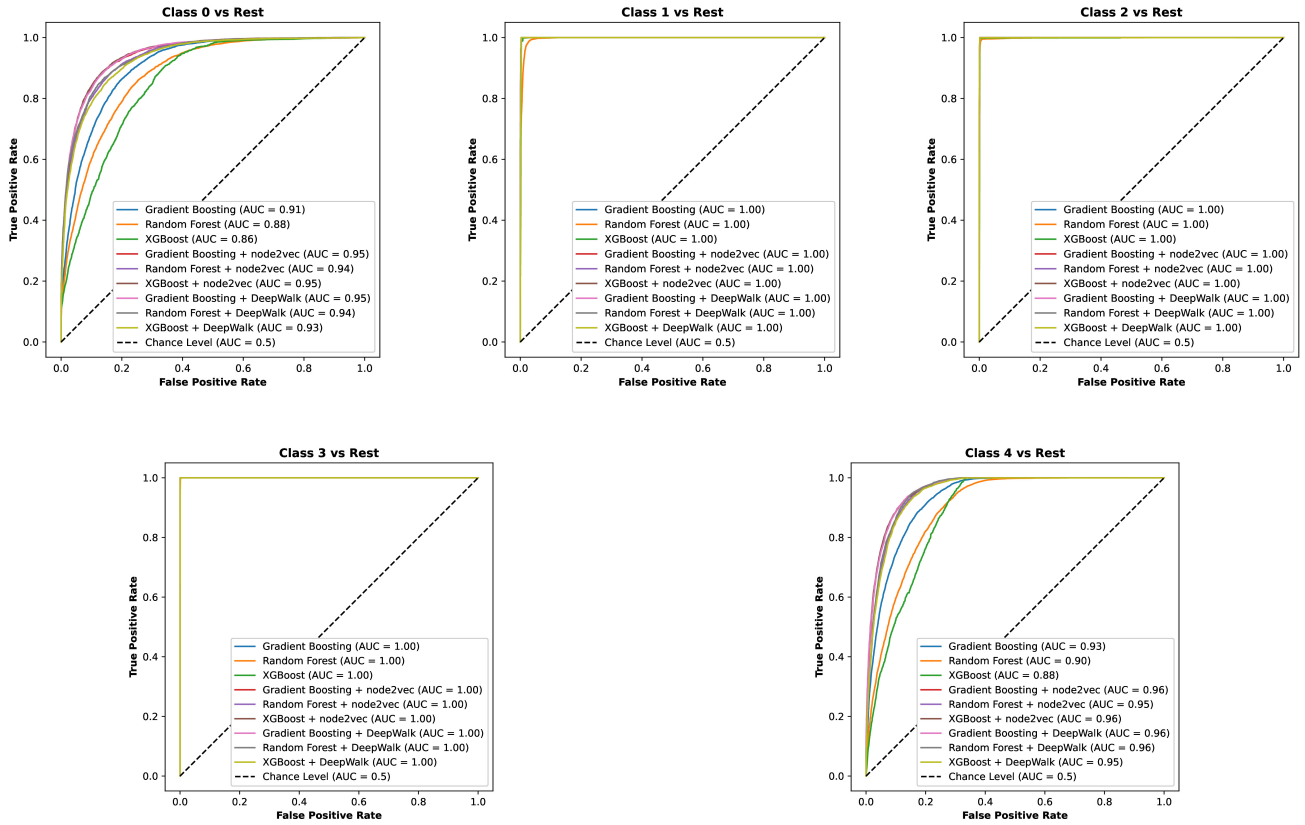 Class 0 vs Rest
True Positive Rate
1.0
0.8
0.6
0.4
0.2
0.0
Gradient Boosting (AUC = 0.91)
Random Forest (AUC = 0.88)
XGBoost (AUC = 0.86)
Gradient Boosting + node2vec (AUC = 0.95)
Random Forest + node2vec (AUC = 0.94)
XGBoost + node2vec (AUC = 0.95)
Gradient Boosting + DeepWalk (AUC = 0.95)
Random Forest + DeepWalk (AUC = 0.94)
XGBoost + DeepWalk (AUC = 0.93)
Chance Level (AUC = 0.5)
0.0 0.2 0.4 0.6 0.8 1.0
False Positive Rate
Class 1 vs Rest
True Positive Rate
1.0
0.8
0.6
0.4
0.2
0.0
Gradient Boosting (AUC = 1.00)
Random Forest (AUC = 1.00)
XGBoost (AUC = 1.00)
Gradient Boosting + node2vec (AUC = 1.00)
Random Forest + node2vec (AUC = 1.00)
XGBoost + node2vec (AUC = 1.00)
Gradient Boosting + DeepWalk (AUC = 1.00)
Random Forest + DeepWalk (AUC = 1.00)
XGBoost + DeepWalk (AUC = 1.00)
Chance Level (AUC = 0.5)
0.0 0.2 0.4 0.6 0.8 1.0
False Positive Rate
Class 2 vs Rest
True Positive Rate
1.0
0.8
0.6
0.4
0.2
0.0
Gradient Boosting (AUC = 1.00)
Random Forest (AUC = 1.00)
XGBoost (AUC = 1.00)
Gradient Boosting + node2vec (AUC = 1.00)
Random Forest + node2vec (AUC = 1.00)
XGBoost + node2vec (AUC = 1.00)
Gradient Boosting + DeepWalk (AUC = 1.00)
Random Forest + DeepWalk (AUC = 1.00)
XGBoost + DeepWalk (AUC = 1.00)
Chance Level (AUC = 0.5)
0.0 0.2 0.4 0.6 0.8 1.0
False Positive Rate
Class 3 vs Rest
True Positive Rate
1.0
0.8
0.6
0.4
0.2
0.0
Gradient Boosting (AUC = 1.00)
Random Forest (AUC = 1.00)
XGBoost (AUC = 1.00)
Gradient Boosting + node2vec (AUC = 1.00)
Random Forest + node2vec (AUC = 1.00)
XGBoost + node2vec (AUC = 1.00)
Gradient Boosting + DeepWalk (AUC = 1.00)
Random Forest + DeepWalk (AUC = 1.00)
XGBoost + DeepWalk (AUC = 1.00)
Chance Level (AUC = 0.5)
0.0 0.2 0.4 0.6 0.8 1.0
False Positive Rate
Class 4 vs Rest
True Positive Rate
1.0
0.8
0.6
0.4
0.2
0.0
Gradient Boosting (AUC = 0.93)
Random Forest (AUC = 0.90)
XGBoost (AUC = 0.88)
Gradient Boosting + node2vec (AUC = 0.96)
Random Forest + node2vec (AUC = 0.95)
XGBoost + node2vec (AUC = 0.96)
Gradient Boosting + DeepWalk (AUC = 0.96)
Random Forest + DeepWalk (AUC = 0.96)
XGBoost + DeepWalk (AUC = 0.95)
Chance Level (AUC = 0.5)
0.0 0.2 0.4 0.6 0.8 1.0
False Positive Rate